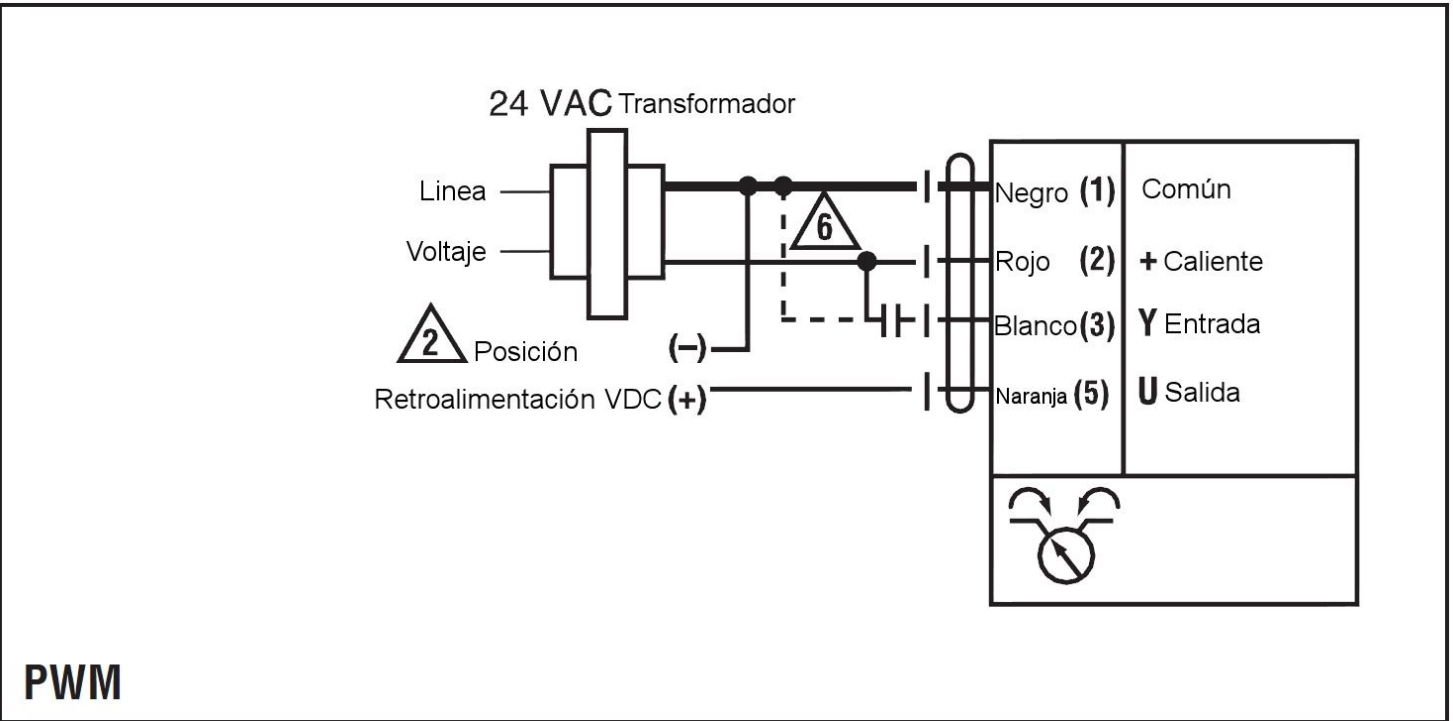 24 VAC Transformador
Linea
Voltaje
6
2 Posición (–)
Retroalimentación VDC (+)
Negro (1) Común
Rojo (2) + Caliente
Blanco (3) Y Entrada
Naranja (5) U Salida
PWM